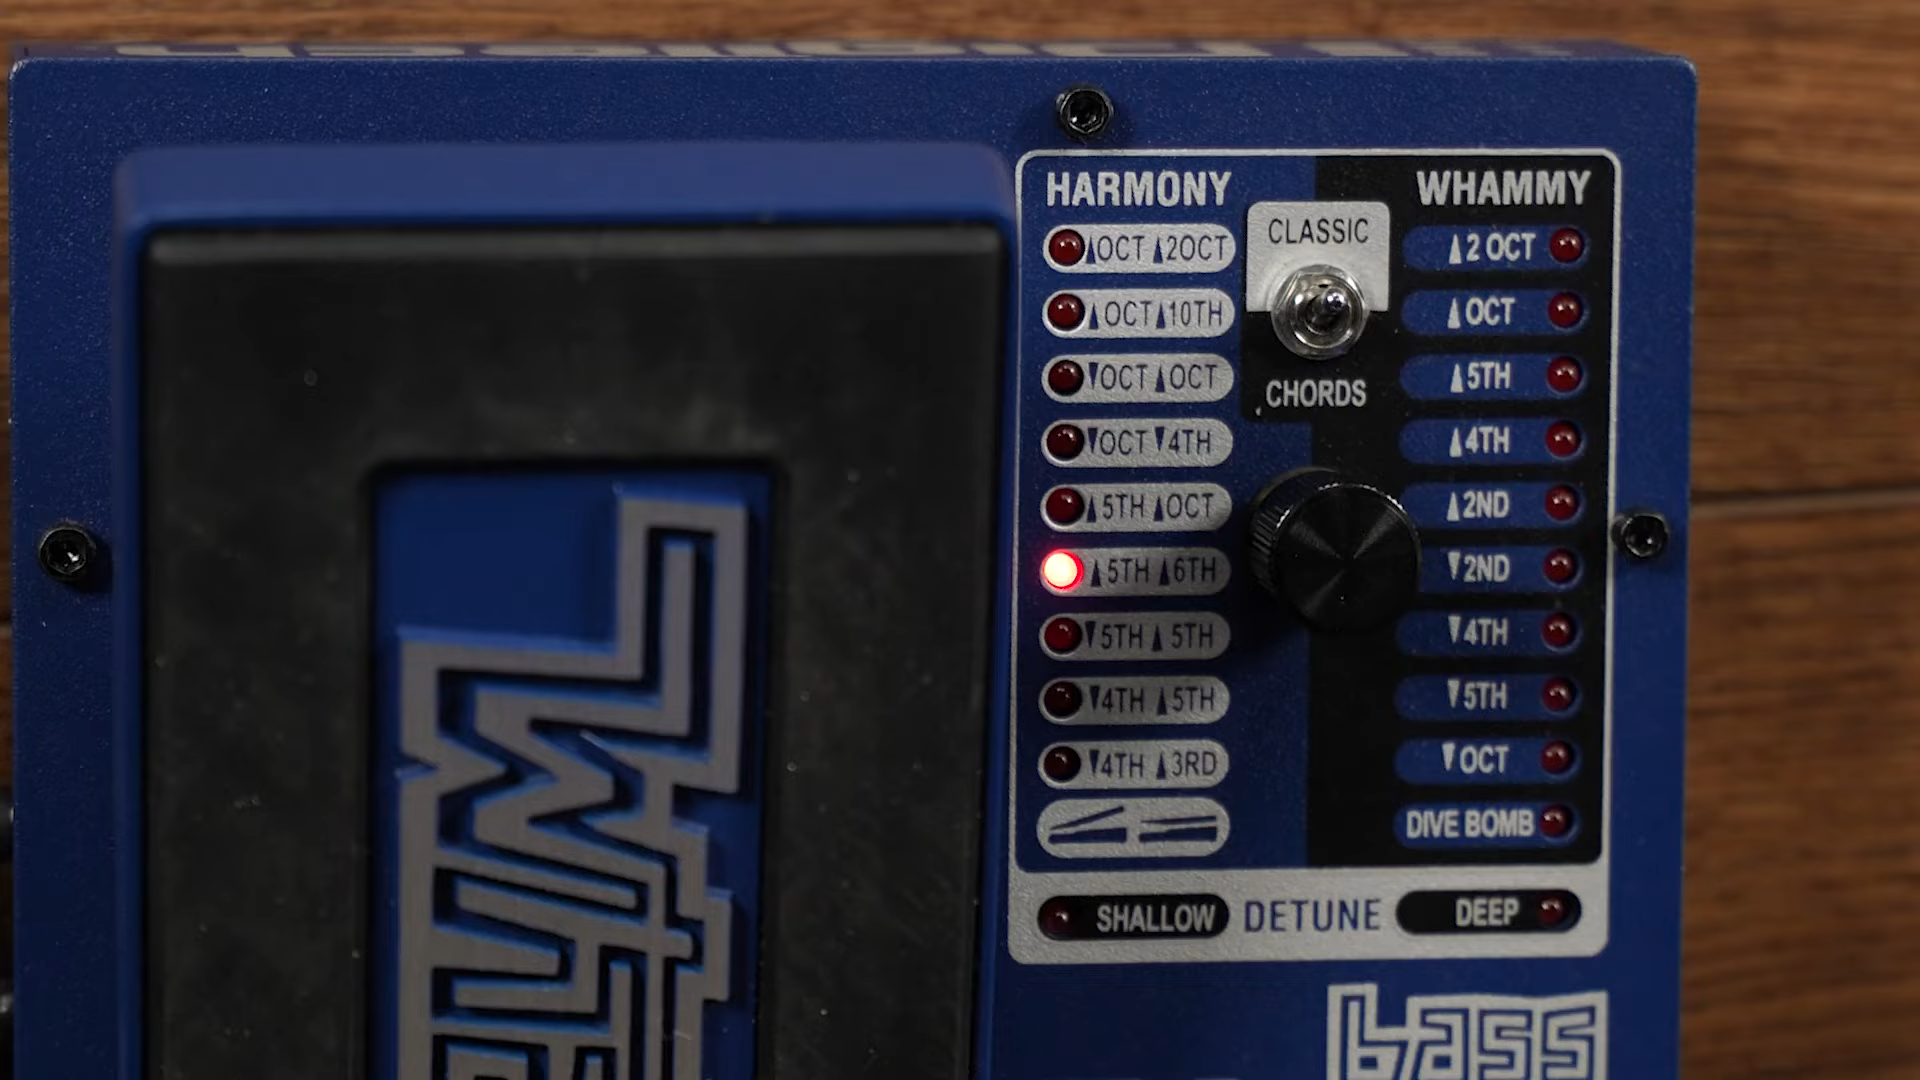 HARMONY
WHAMMY
CLASSIC
CHORDS
▲OCT ▲2OCT
▲OCT ▲10TH
▼OCT ▲OCT
▼OCT ▼4TH
▲5TH ▲OCT
▲5TH ▲6TH
▼5TH ▲5TH
▼4TH ▲5TH
▼4TH ▲3RD
▲2 OCT
▲OCT
▲5TH
▲4TH
▲2ND
▼2ND
▼4TH
▼5TH
▼OCT
DIVE BOMB
SHALLOW DETUNE DEEP
bass